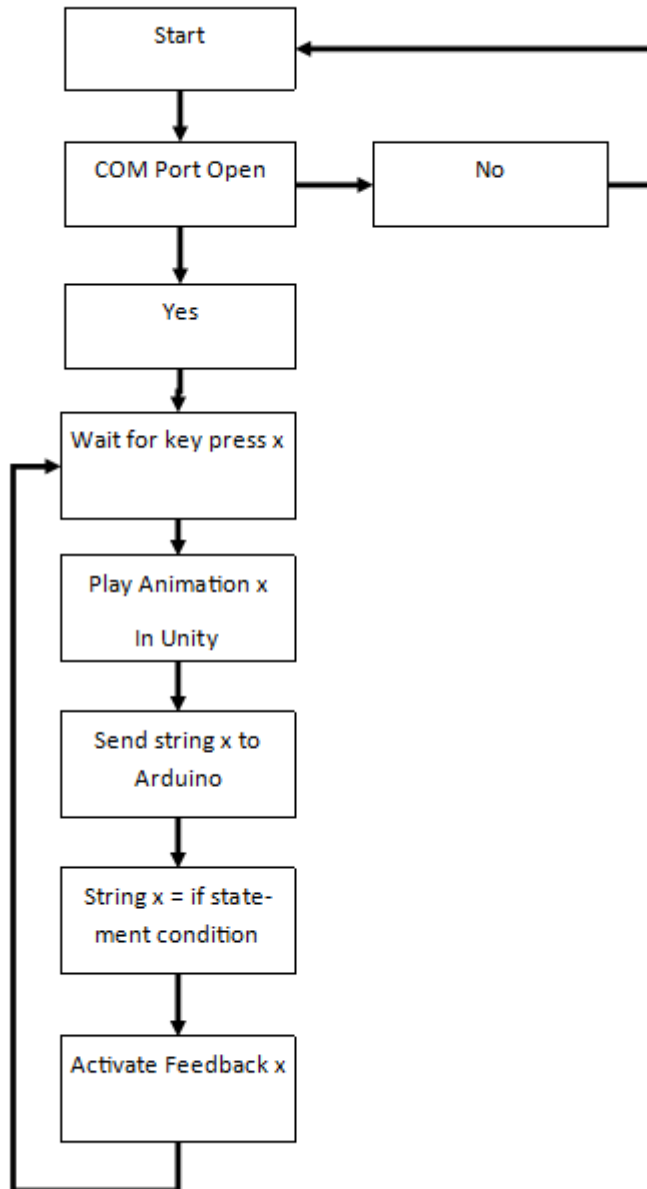 Start
COM Port Open
No
Yes
Wait for key press x
Play Animation x
In Unity
Send string x to
Arduino
String x = if state-
ment condition
Activate Feedback x